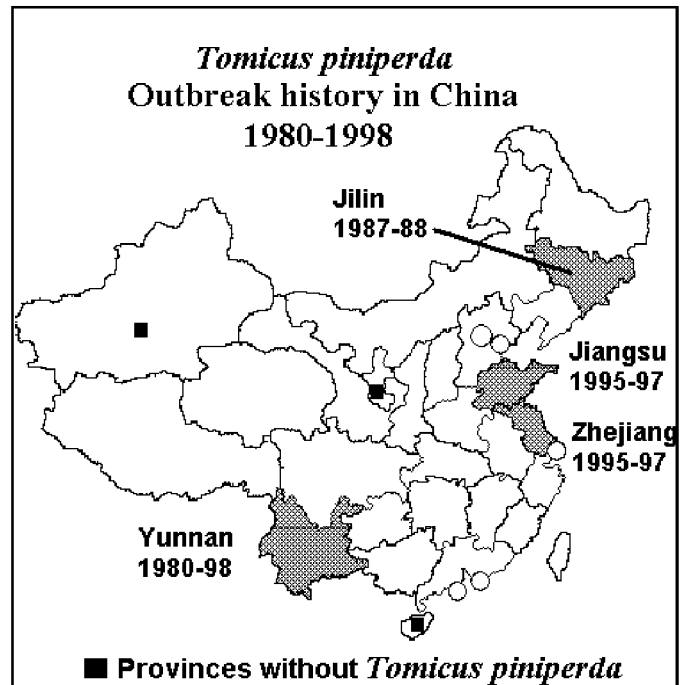 Tomicus piniperda
Outbreak history in China
1980-1998
Jilin
1987-88
Jiangsu
1995-97
Zhejiang
1995-97
Yunnan
1980-98
Provinces without Tomicus piniperda